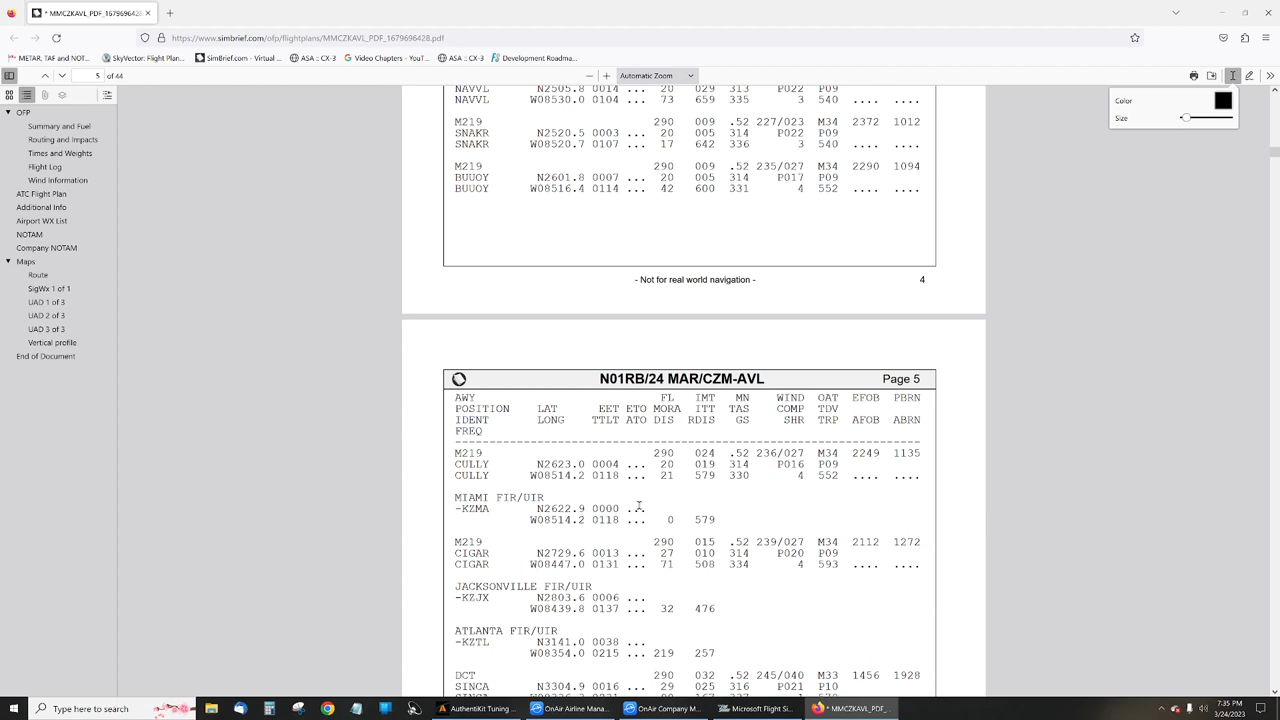 * MMCZKAVL_PDF_1679696428.
https://www.simbrief.com/ofp/flightplans/MMCZKAVL_PDF_1679696428.pdf
METAR, TAF and NOT... SkyVector: Flight Plan... SimBrief.com - Virtual ... ASA :: CX-3 Video Chapters - YouT... ASA :: CX-3 Development Roadma...
5 of 44 Automatic Zoom
Color
Size
OFP
Summary and Fuel
Routing and Impacts
Times and Weights
Flight Log
Wind Information
ATC Flight Plan
Additional Info
Airport WX List
NOTAM
Company NOTAM
Maps
Route
SigWx 1 of 1
UAD 1 of 3
UAD 2 of 3
UAD 3 of 3
Vertical profile
End of Document
NAVVL N2505.8 0014 ... 20 029 313 P022 P09
NAVVL W08530.0 0104 ... 73 659 335 3 540 .... ....
M219 290 009 .52 227/023 M34 2372 1012
SNAKR N2520.5 0003 ... 20 005 314 P022 P09
SNAKR W08520.7 0107 ... 17 642 336 3 540 .... ....
M219 290 009 .52 235/027 M34 2290 1094
BUUOY N2601.8 0007 ... 20 005 314 P017 P09
BUUOY W08516.4 0114 ... 42 600 331 4 552 .... ....
- Not for real world navigation - 4
N01RB/24 MAR/CZM-AVL Page 5
AWY FL IMT MN WIND OAT EFOB PBRN
POSITION LAT EET ETO MORA ITT TAS COMP TDV
IDENT LONG TTLT ATO DIS RDIS GS SHR TRP AFOB ABRN
FREQ
--------------------------------------------------------------------------
M219 290 024 .52 236/027 M34 2249 1135
CULLY N2623.0 0004 ... 20 019 314 P016 P09
CULLY W08514.2 0118 ... 21 579 330 4 552 .... ....
MIAMI FIR/UIR
-KZMA N2622.9 0000 ...
W08514.2 0118 ... 0 579
M219 290 015 .52 239/027 M34 2112 1272
CIGAR N2729.6 0013 ... 27 010 314 P020 P09
CIGAR W08447.0 0131 ... 71 508 334 4 593 .... ....
JACKSONVILLE FIR/UIR
-KZJX N2803.6 0006 ...
W08439.8 0137 ... 32 476
ATLANTA FIR/UIR
-KZTL N3141.0 0038 ...
W08354.0 0215 ... 219 257
DCT 290 032 .52 245/040 M33 1456 1928
SINCA N3304.9 0016 ... 29 025 316 P021 P10
Type here to search
AuthentiKit Tuning ... OnAir Airline Mana... OnAir Company M... Microsoft Flight Si... * MMCZKAVL_PDF_...
7:35 PM
3/24/2023